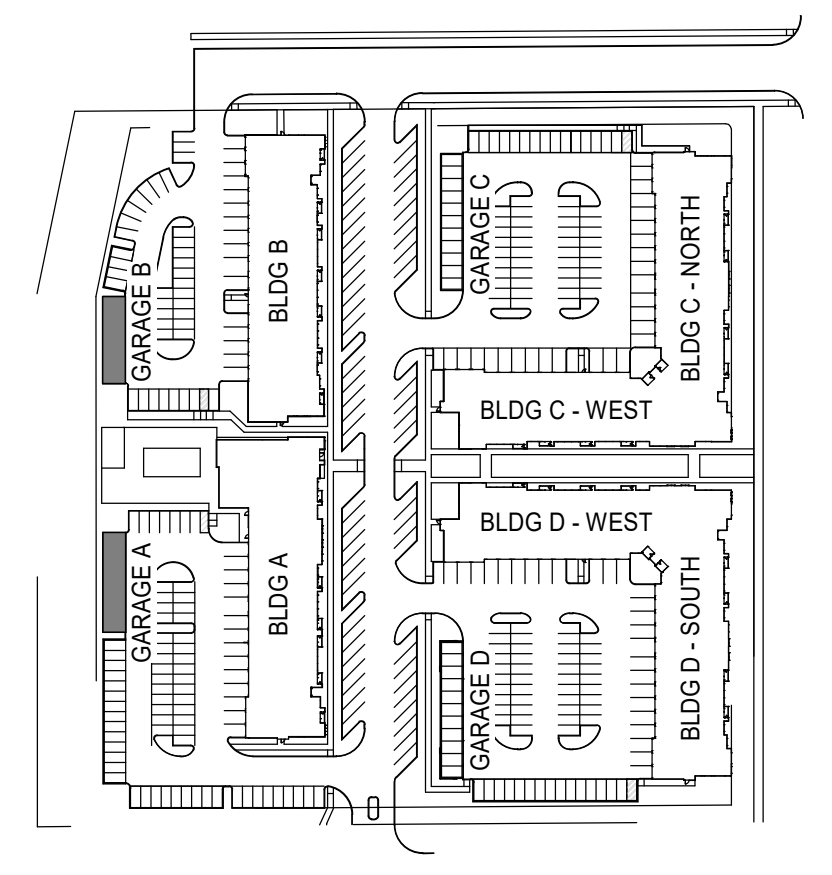 GARAGE B
BLDG B
GARAGE C
BLDG C - NORTH
BLDG C - WEST
BLDG D - WEST
GARAGE A
BLDG A
GARAGE D
BLDG D - SOUTH